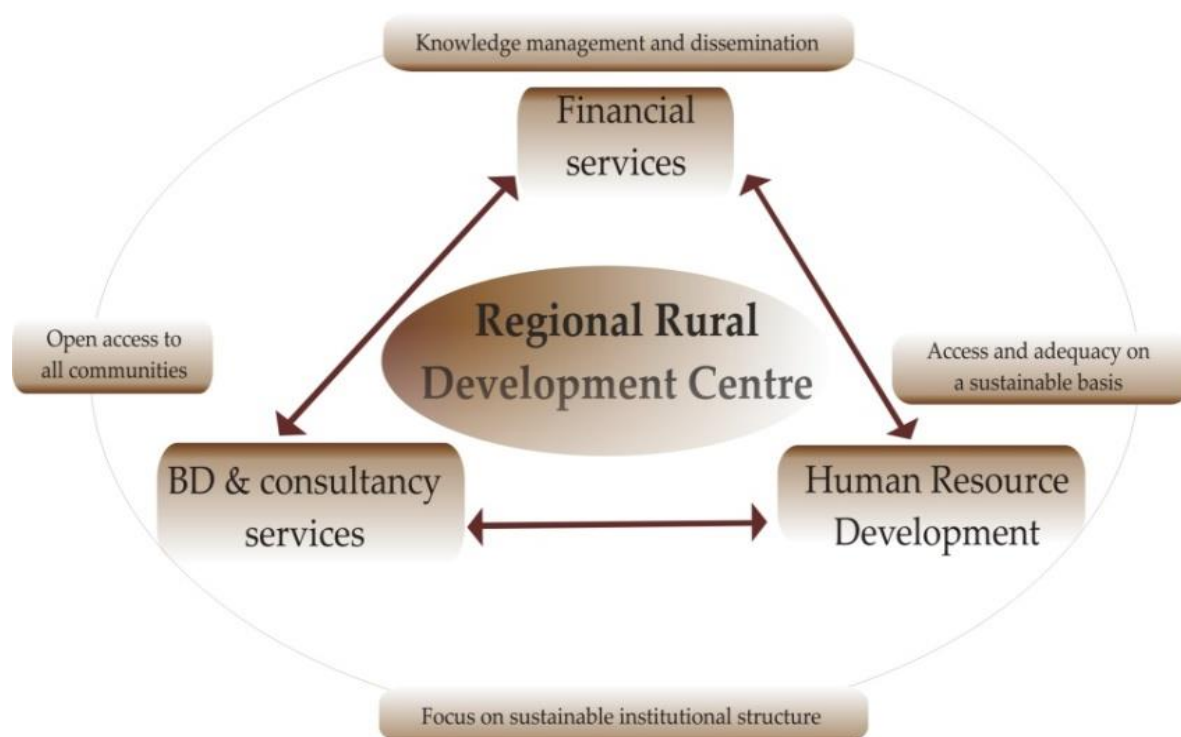 Knowledge management and dissemination
Financial
services
Regional Rural
Development Centre
Open access to
all communities
Access and adequacy on
a sustainable basis
BD & consultancy
services
Human Resource
Development
Focus on sustainable institutional structure